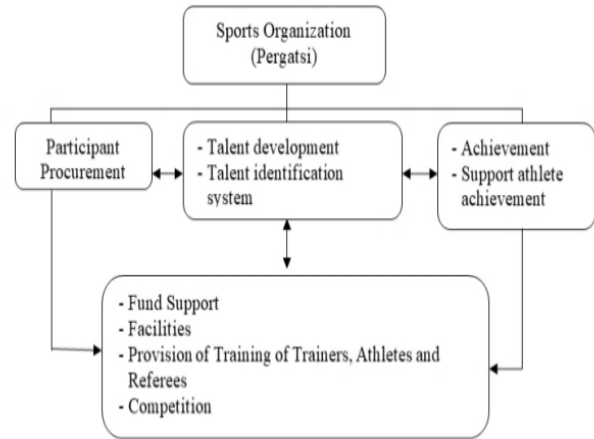 Sports Organization
(Pergatsi)
Participant
Procurement
- Talent development
- Talent identification
system
- Achievement
- Support athlete
achievement
- Fund Support
- Facilities
- Provision of Training of Trainers, Athletes and
Referees
- Competition